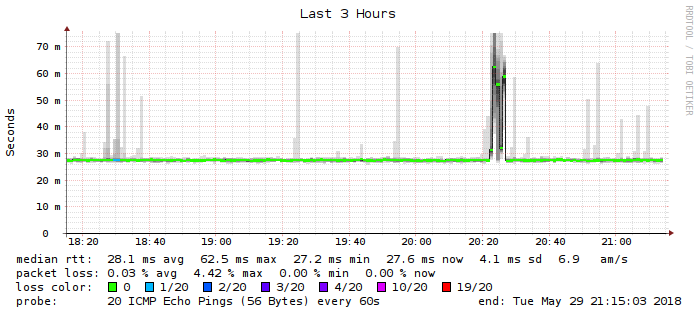 Last 3 Hours
RRDTOOL / TOBI OETIKER
Seconds
70 m
60 m
50 m
40 m
30 m
20 m
10 m
0
18:20 18:40 19:00 19:20 19:40 20:00 20:20 20:40 21:00
median rtt: 28.1 ms avg 62.5 ms max 27.2 ms min 27.6 ms now 4.1 ms sd 6.9 am/s
packet loss: 0.03 % avg 4.42 % max 0.00 % min 0.00 % now
loss color: 0 1/20 2/20 3/20 4/20 10/20 19/20
probe: 20 ICMP Echo Pings (56 Bytes) every 60s end: Tue May 29 21:15:03 2018